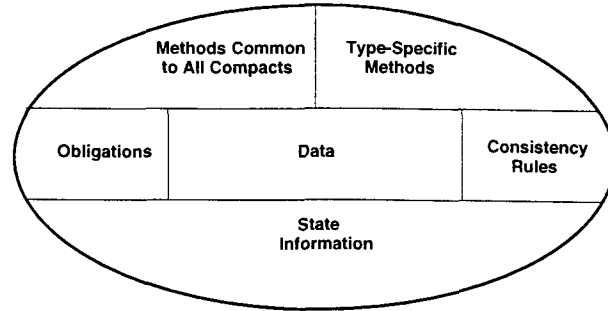 Methods Common
to All Compacts
Type-Specific
Methods
Obligations
Data
Consistency
Rules
State
Information